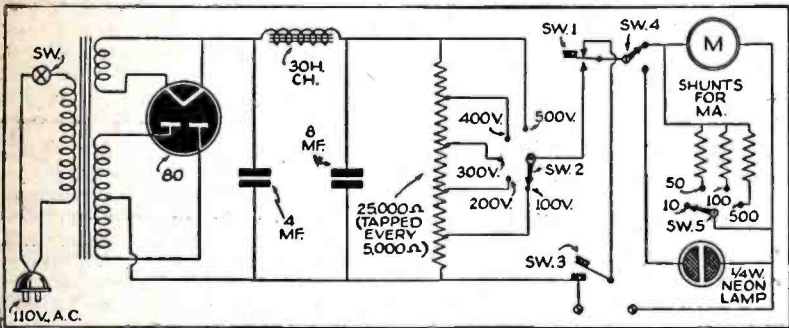 SW.
110V., A.C.
80
30H.
CH.
4
MF.
8
MF.
25,000Ω
(TAPPED
EVERY
5,000Ω)
400V.
500V.
300V.
200V.
100V.
SW.2
SW.1
SW.3
SW.4
M
SHUNTS
FOR
MA.
50
100
500
10
SW.5
1/4W.
NEON
LAMP